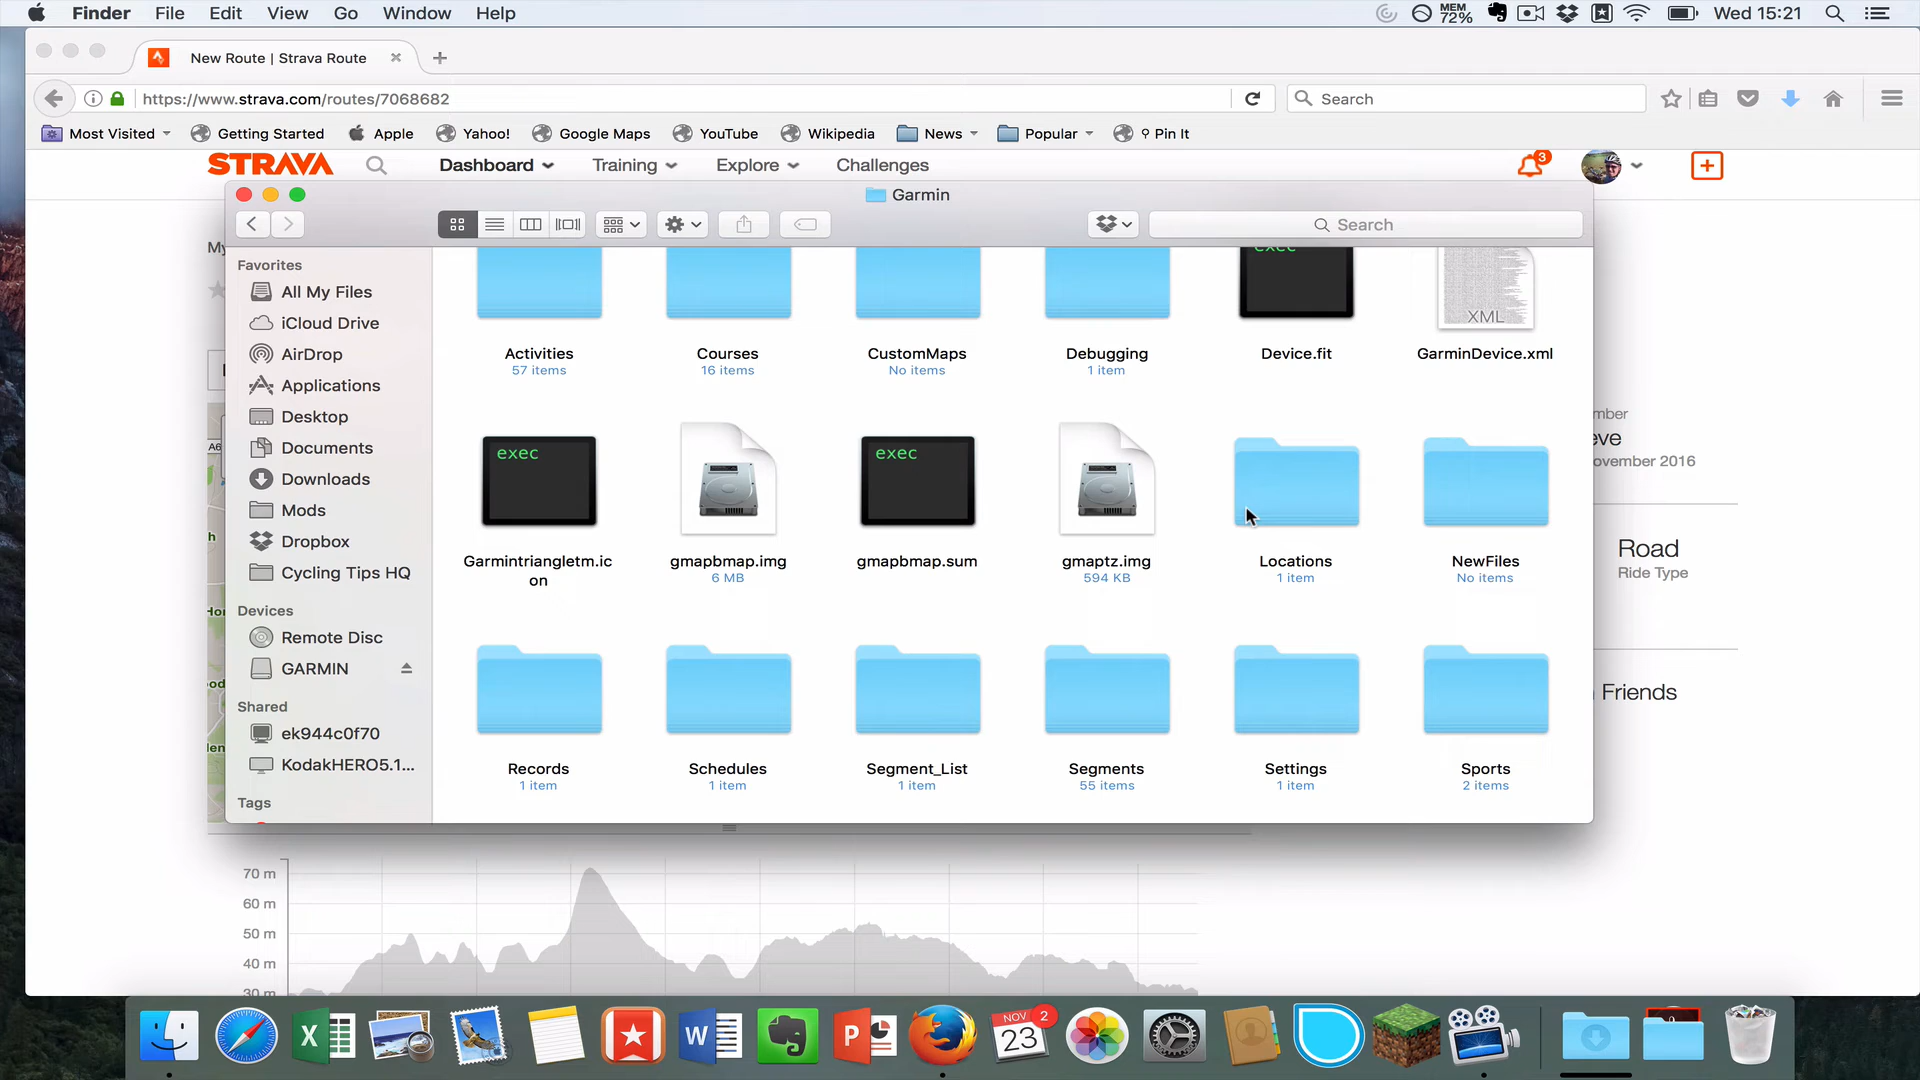 Finder File Edit View Go Window Help MEM 72% Wed 15:21
New Route | Strava Route
https://www.strava.com/routes/7068682 Search
Most Visited Getting Started Apple Yahoo! Google Maps YouTube Wikipedia News Popular Pin It
STRAVA Dashboard Training Explore Challenges 3
Garmin
Search
My
Favorites
All My Files
iCloud Drive
AirDrop
Applications
Desktop
Documents
Downloads
Mods
Dropbox
Cycling Tips HQ
Devices
Remote Disc
GARMIN
Shared
ek944c0f70
KodakHERO5.1...
Tags
exec XML
Activities Courses CustomMaps Debugging Device.fit GarminDevice.xml
57 items 16 items No items 1 item
exec exec
Garmintriangletm.ic gmapbmap.img gmapbmap.sum gmaptz.img Locations NewFiles
on 6 MB 594 KB 1 item No items
Records Schedules Segment_List Segments Settings Sports
1 item 1 item 1 item 55 items 1 item 2 items
mber
eve
ovember 2016
Road
Ride Type
Friends
A6
70 m
60 m
50 m
40 m
30 m
NOV 2
23